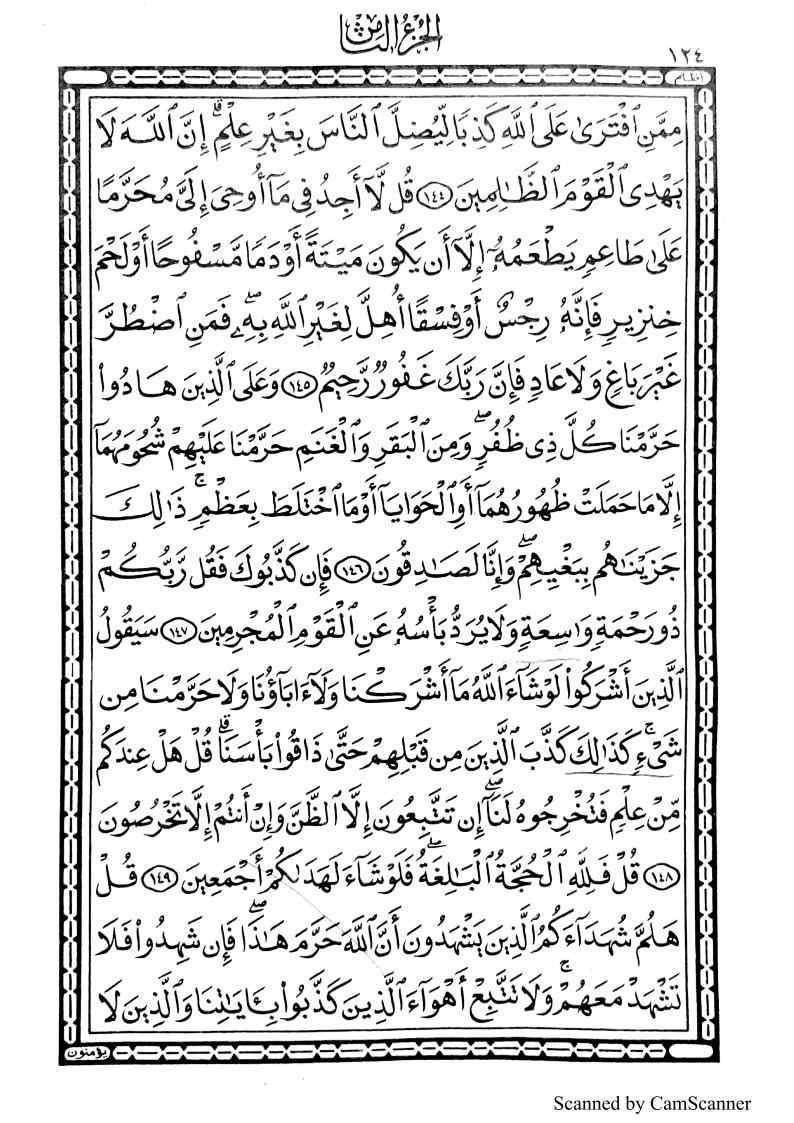 الجزء الثامن
١٢٤
مِمَّنِ ٱفْتَرَىٰ عَلَى ٱللَّهِ كَذِبًا لِّيُضِلَّ ٱلنَّاسَ بِغَيْرِ عِلْمٍ ۗ إِنَّ ٱللَّهَ لَا
يَهْدِى ٱلْقَوْمَ ٱلظَّـٰلِمِينَ ١٤٤ قُل لَّآ أَجِدُ فِى مَآ أُوحِىَ إِلَىَّ مُحَرَّمًا
عَلَىٰ طَاعِمٍ يَطْعَمُهُۥٓ إِلَّآ أَن يَكُونَ مَيْتَةً أَوْ دَمًا مَّسْفُوحًا أَوْ لَحْمَ
خِنزِيرٍ فَإِنَّهُۥ رِجْسٌ أَوْ فِسْقًا أُهِلَّ لِغَيْرِ ٱللَّهِ بِهِۦ ۚ فَمَنِ ٱضْطُرَّ
غَيْرَ بَاغٍ وَلَا عَادٍ فَإِنَّ رَبَّكَ غَفُورٌ رَّحِيمٌ ١٤٥ وَعَلَى ٱلَّذِينَ هَادُوا۟
حَرَّمْنَا كُلَّ ذِى ظُفُرٍ ۖ وَمِنَ ٱلْبَقَرِ وَٱلْغَنَمِ حَرَّمْنَا عَلَيْهِمْ شُحُومَهُمَآ
إِلَّا مَا حَمَلَتْ ظُهُورُهُمَآ أَوِ ٱلْحَوَايَآ أَوْ مَا ٱخْتَلَطَ بِعَظْمٍ ۚ ذَٰلِكَ
جَزَيْنَـٰهُم بِبَغْيِهِمْ ۖ وَإِنَّا لَصَـٰدِقُونَ ١٤٦ فَإِن كَذَّبُوكَ فَقُل رَّبُّكُمْ
ذُو رَحْمَةٍ وَٰسِعَةٍ وَلَا يُرَدُّ بَأْسُهُۥ عَنِ ٱلْقَوْمِ ٱلْمُجْرِمِينَ ١٤٧ سَيَقُولُ
ٱلَّذِينَ أَشْرَكُوا۟ لَوْ شَآءَ ٱللَّهُ مَآ أَشْرَكْنَا وَلَآ ءَابَآؤُنَا وَلَا حَرَّمْنَا مِن
شَىْءٍ ۚ كَذَٰلِكَ كَذَّبَ ٱلَّذِينَ مِن قَبْلِهِمْ حَتَّىٰ ذَاقُوا۟ بَأْسَنَا ۗ قُلْ هَلْ عِندَكُم
مِّنْ عِلْمٍ فَتُخْرِجُوهُ لَنَآ ۖ إِن تَتَّبِعُونَ إِلَّا ٱلظَّنَّ وَإِنْ أَنتُمْ إِلَّا تَخْرُصُونَ
١٤٨ قُلْ فَلِلَّهِ ٱلْحُجَّةُ ٱلْبَـٰلِغَةُ ۖ فَلَوْ شَآءَ لَهَدَىٰكُمْ أَجْمَعِينَ ١٤٩ قُلْ
هَلُمَّ شُهَدَآءَكُمُ ٱلَّذِينَ يَشْهَدُونَ أَنَّ ٱللَّهَ حَرَّمَ هَـٰذَا ۖ فَإِن شَهِدُوا۟ فَلَا
تَشْهَدْ مَعَهُمْ ۚ وَلَا تَتَّبِعْ أَهْوَآءَ ٱلَّذِينَ كَذَّبُوا۟ بِـَٔايَـٰتِنَا وَٱلَّذِينَ لَا
يؤمنون
Scanned by CamScanner